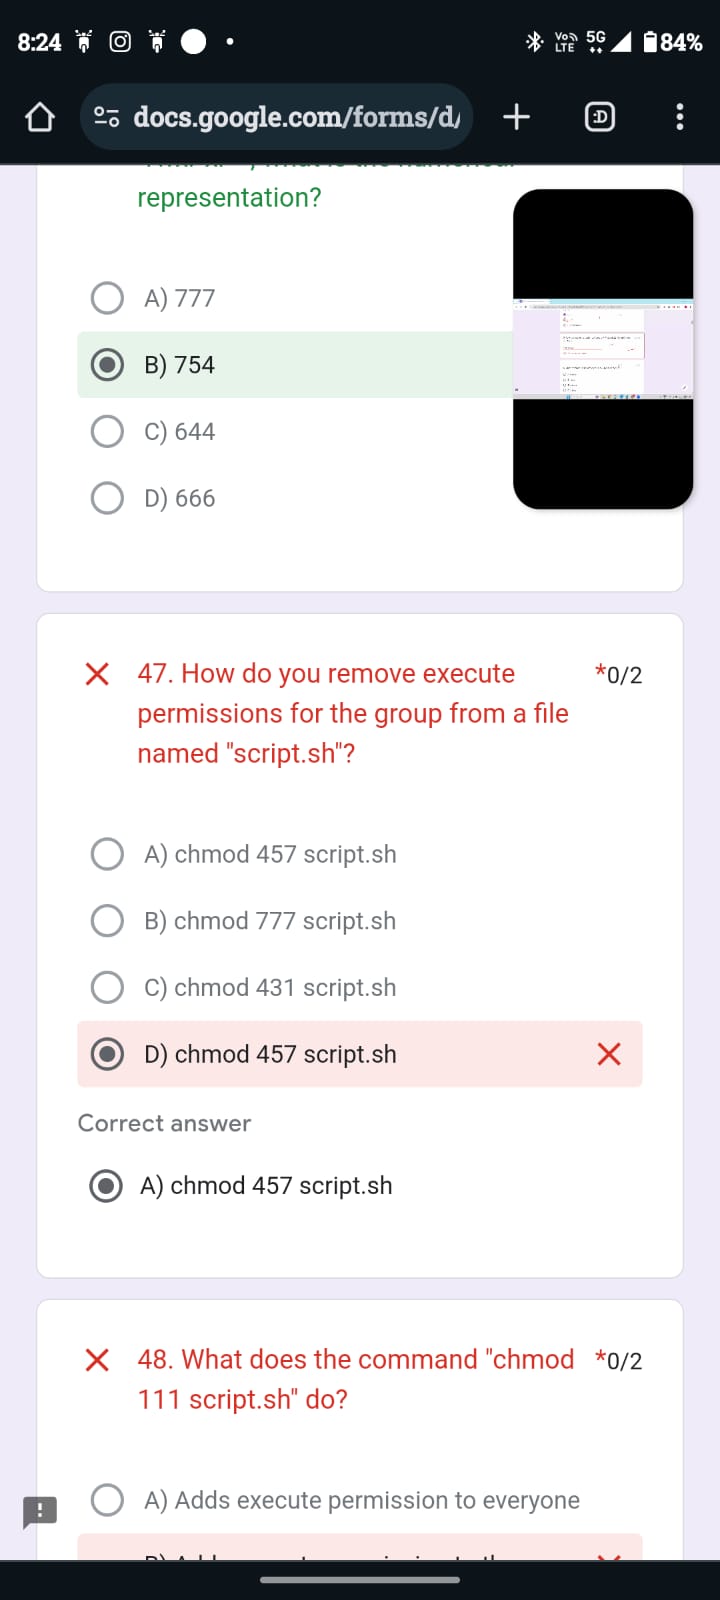 8:24
Vo))
LTE
5G
84%
docs.google.com/forms/d/
:D
representation?
A) 777
B) 754
C) 644
D) 666
47. How do you remove execute
*0/2
permissions for the group from a file
named "script.sh"?
A) chmod 457 script.sh
B) chmod 777 script.sh
C) chmod 431 script.sh
D) chmod 457 script.sh
Correct answer
A) chmod 457 script.sh
48. What does the command "chmod
*0/2
111 script.sh" do?
A) Adds execute permission to everyone